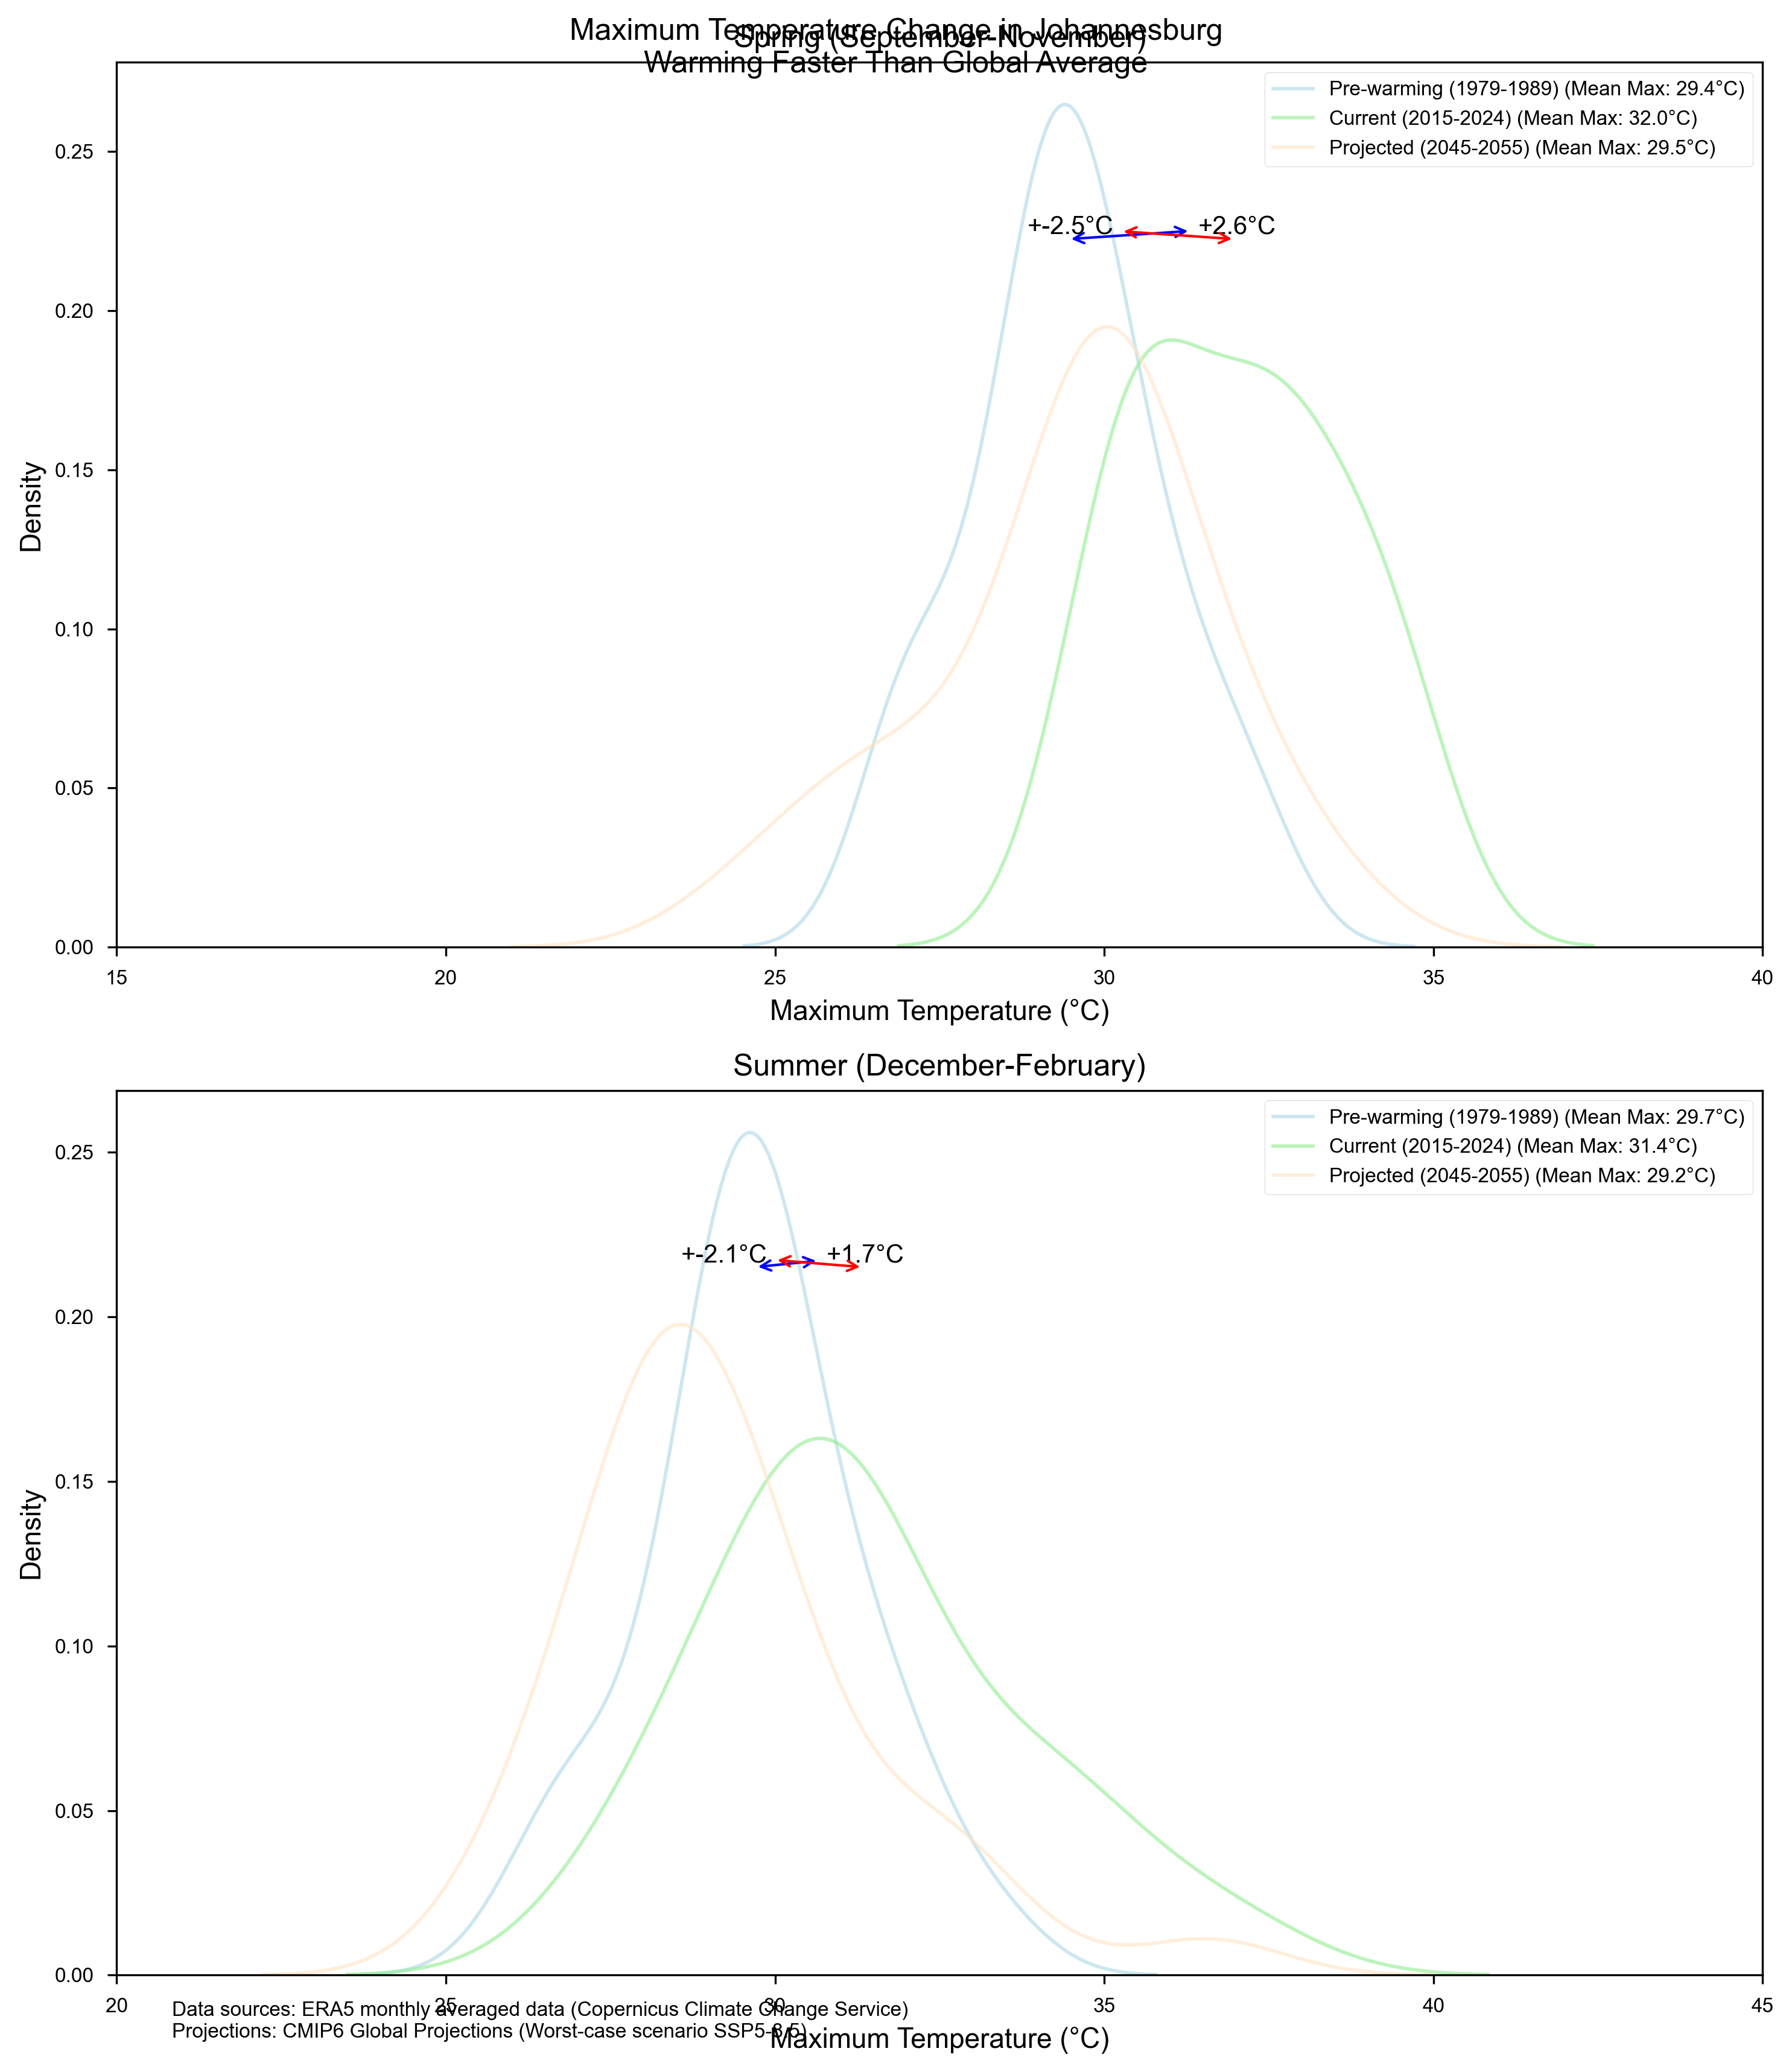 Maximum Temperature Change in Johannesburg
Warming Faster Than Global Average
Spring (September-November)
Pre-warming (1979-1989) (Mean Max: 29.4°C)
Current (2015-2024) (Mean Max: 32.0°C)
Projected (2045-2055) (Mean Max: 29.5°C)
+-2.5°C
+2.6°C
0.25
0.20
0.15
0.10
0.05
0.00
Density
15
20
25
30
35
40
Maximum Temperature (°C)
Summer (December-February)
Pre-warming (1979-1989) (Mean Max: 29.7°C)
Current (2015-2024) (Mean Max: 31.4°C)
Projected (2045-2055) (Mean Max: 29.2°C)
+-2.1°C
+1.7°C
0.25
0.20
0.15
0.10
0.05
0.00
Density
20
25
30
35
40
45
Maximum Temperature (°C)
Data sources: ERA5 monthly averaged data (Copernicus Climate Change Service)
Projections: CMIP6 Global Projections (Worst-case scenario SSP5-8.5)